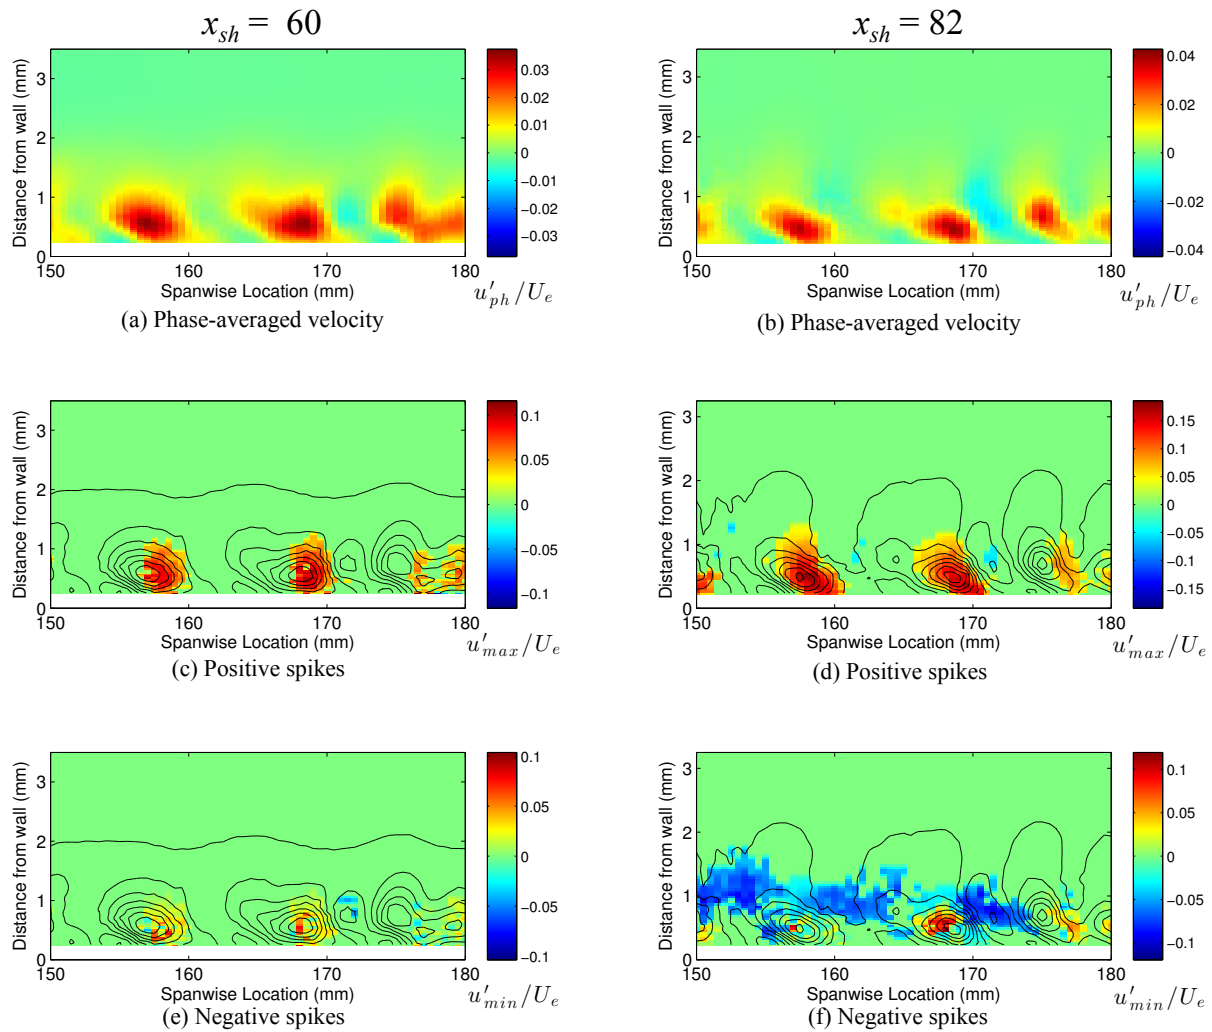 x_sh = 60
x_sh = 82
Distance from wall (mm)
3
2
1
0
150 160 170 180
Spanwise Location (mm)
0.03
0.02
0.01
0
−0.01
−0.02
−0.03
u'_ph/U_e
(a) Phase-averaged velocity
Distance from wall (mm)
3
2
1
0
150 160 170 180
Spanwise Location (mm)
0.04
0.02
0
−0.02
−0.04
u'_ph/U_e
(b) Phase-averaged velocity
Distance from wall (mm)
3
2
1
0
150 160 170 180
Spanwise Location (mm)
0.1
0.05
0
−0.05
−0.1
u'_max/U_e
(c) Positive spikes
Distance from wall (mm)
3
2
1
0
150 160 170 180
Spanwise Location (mm)
0.15
0.1
0.05
0
−0.05
−0.1
−0.15
u'_max/U_e
(d) Positive spikes
Distance from wall (mm)
3
2
1
0
150 160 170 180
Spanwise Location (mm)
0.1
0.05
0
−0.05
−0.1
u'_min/U_e
(e) Negative spikes
Distance from wall (mm)
3
2
1
0
150 160 170 180
Spanwise Location (mm)
0.1
0.05
0
−0.05
−0.1
u'_min/U_e
(f) Negative spikes